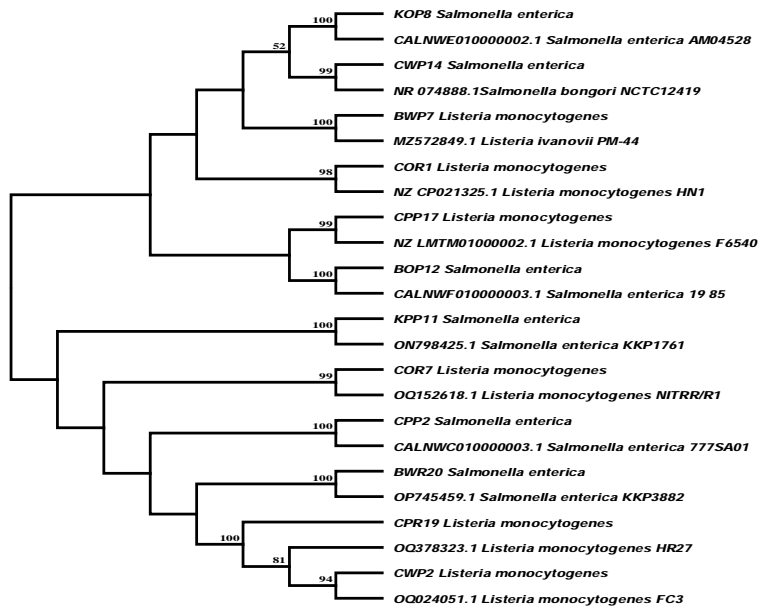 KOP8 Salmonella enterica
100
CALNWE010000002.1 Salmonella enterica AM04528
52
CWP14 Salmonella enterica
99
NR 074888.1Salmonella bongori NCTC12419
BWP7 Listeria monocytogenes
100
MZ572849.1 Listeria ivanovii PM-44
COR1 Listeria monocytogenes
98
NZ CP021325.1 Listeria monocytogenes HN1
CPP17 Listeria monocytogenes
99
NZ LMTM01000002.1 Listeria monocytogenes F6540
BOP12 Salmonella enterica
100
CALNWF010000003.1 Salmonella enterica 19 85
KPP11 Salmonella enterica
100
ON798425.1 Salmonella enterica KKP1761
COR7 Listeria monocytogenes
99
OQ152618.1 Listeria monocytogenes NITRR/R1
CPP2 Salmonella enterica
100
CALNWC010000003.1 Salmonella enterica 777SA01
BWR20 Salmonella enterica
100
OP745459.1 Salmonella enterica KKP3882
CPR19 Listeria monocytogenes
100
OQ378323.1 Listeria monocytogenes HR27
81
CWP2 Listeria monocytogenes
94
OQ024051.1 Listeria monocytogenes FC3